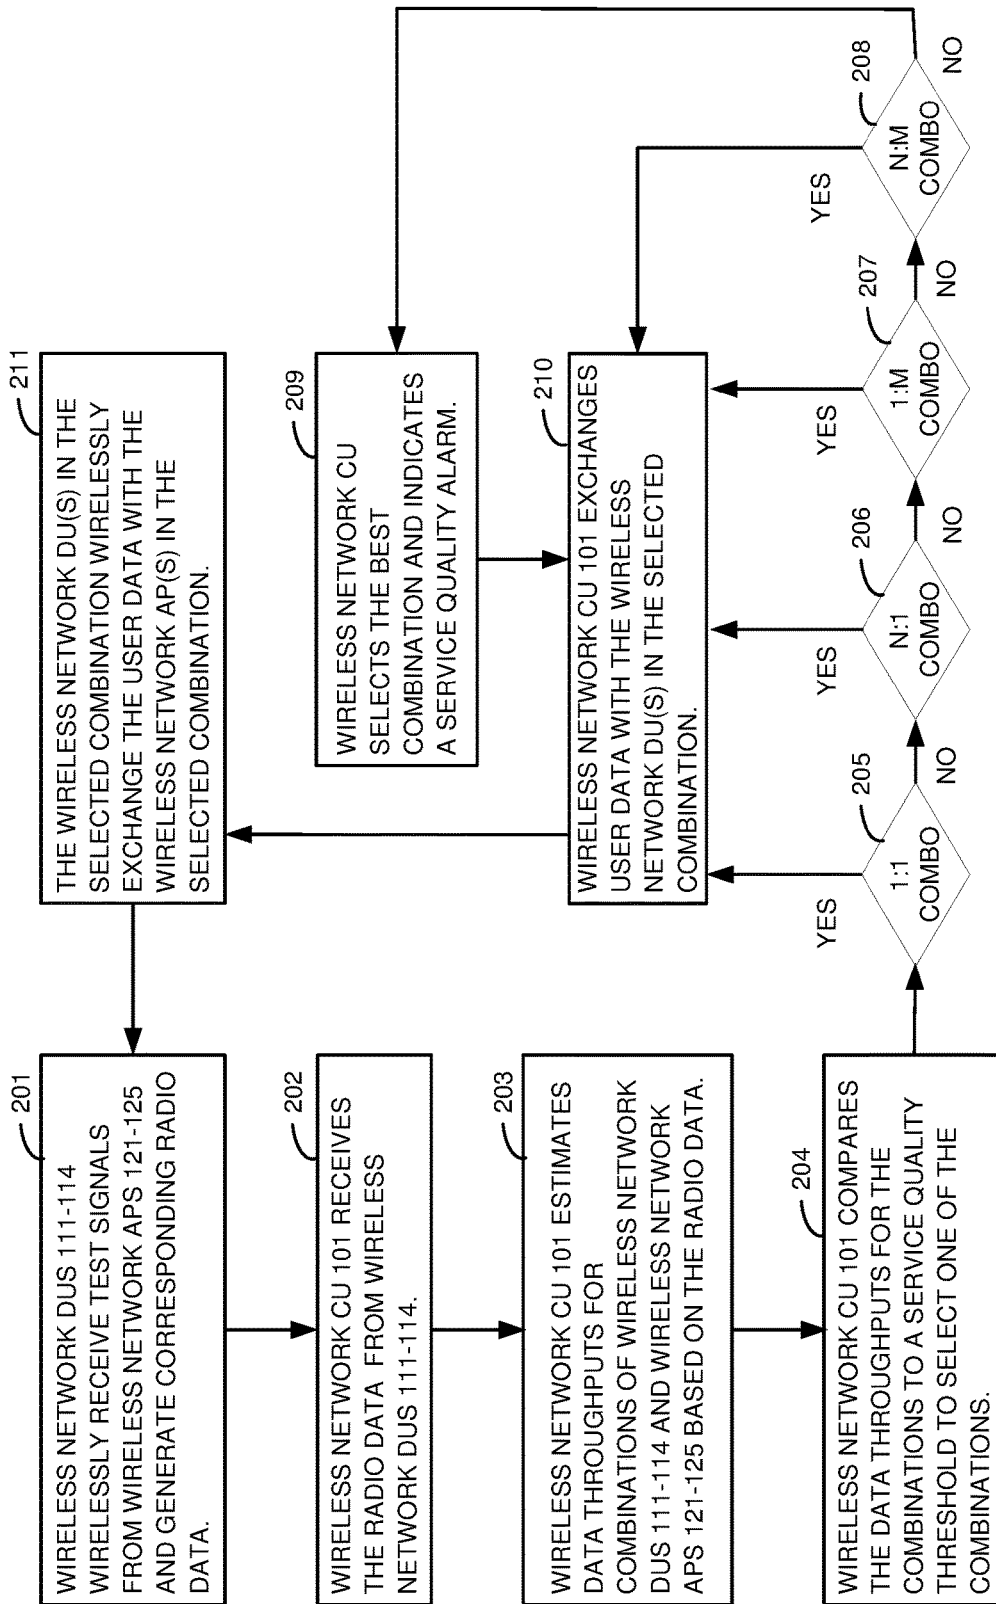 201
WIRELESS NETWORK DUS 111-114
WIRELESSLY RECEIVE TEST SIGNALS
FROM WIRELESS NETWORK APS 121-125
AND GENERATE CORRESPONDING RADIO
DATA.
202
WIRELESS NETWORK CU 101 RECEIVES
THE RADIO DATA FROM WIRELESS
NETWORK DUS 111-114.
203
WIRELESS NETWORK CU 101 ESTIMATES
DATA THROUGHPUTS FOR
COMBINATIONS OF WIRELESS NETWORK
DUS 111-114 AND WIRELESS NETWORK
APS 121-125 BASED ON THE RADIO DATA.
204
WIRELESS NETWORK CU 101 COMPARES
THE DATA THROUGHPUTS FOR THE
COMBINATIONS TO A SERVICE QUALITY
THRESHOLD TO SELECT ONE OF THE
COMBINATIONS.
205
1:1
COMBO
YES
NO
206
N:1
COMBO
YES
NO
207
1:M
COMBO
YES
NO
208
N:M
COMBO
YES
NO
209
WIRELESS NETWORK CU
SELECTS THE BEST
COMBINATION AND INDICATES
A SERVICE QUALITY ALARM.
210
WIRELESS NETWORK CU 101 EXCHANGES
USER DATA WITH THE WIRELESS
NETWORK DU(S) IN THE SELECTED
COMBINATION.
211
THE WIRELESS NETWORK DU(S) IN THE
SELECTED COMBINATION WIRELESSLY
EXCHANGE THE USER DATA WITH THE
WIRELESS NETWORK AP(S) IN THE
SELECTED COMBINATION.